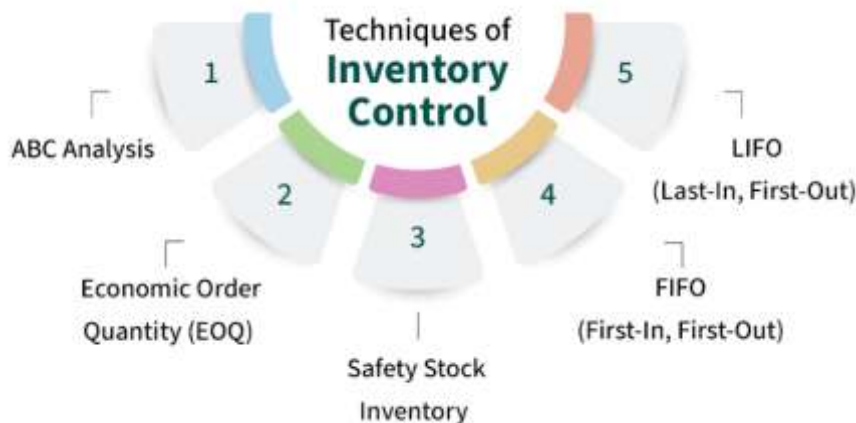 Techniques of
Inventory
Control
1
ABC Analysis
2
Economic Order
Quantity (EOQ)
3
Safety Stock
Inventory
4
FIFO
(First-In, First-Out)
5
LIFO
(Last-In, First-Out)